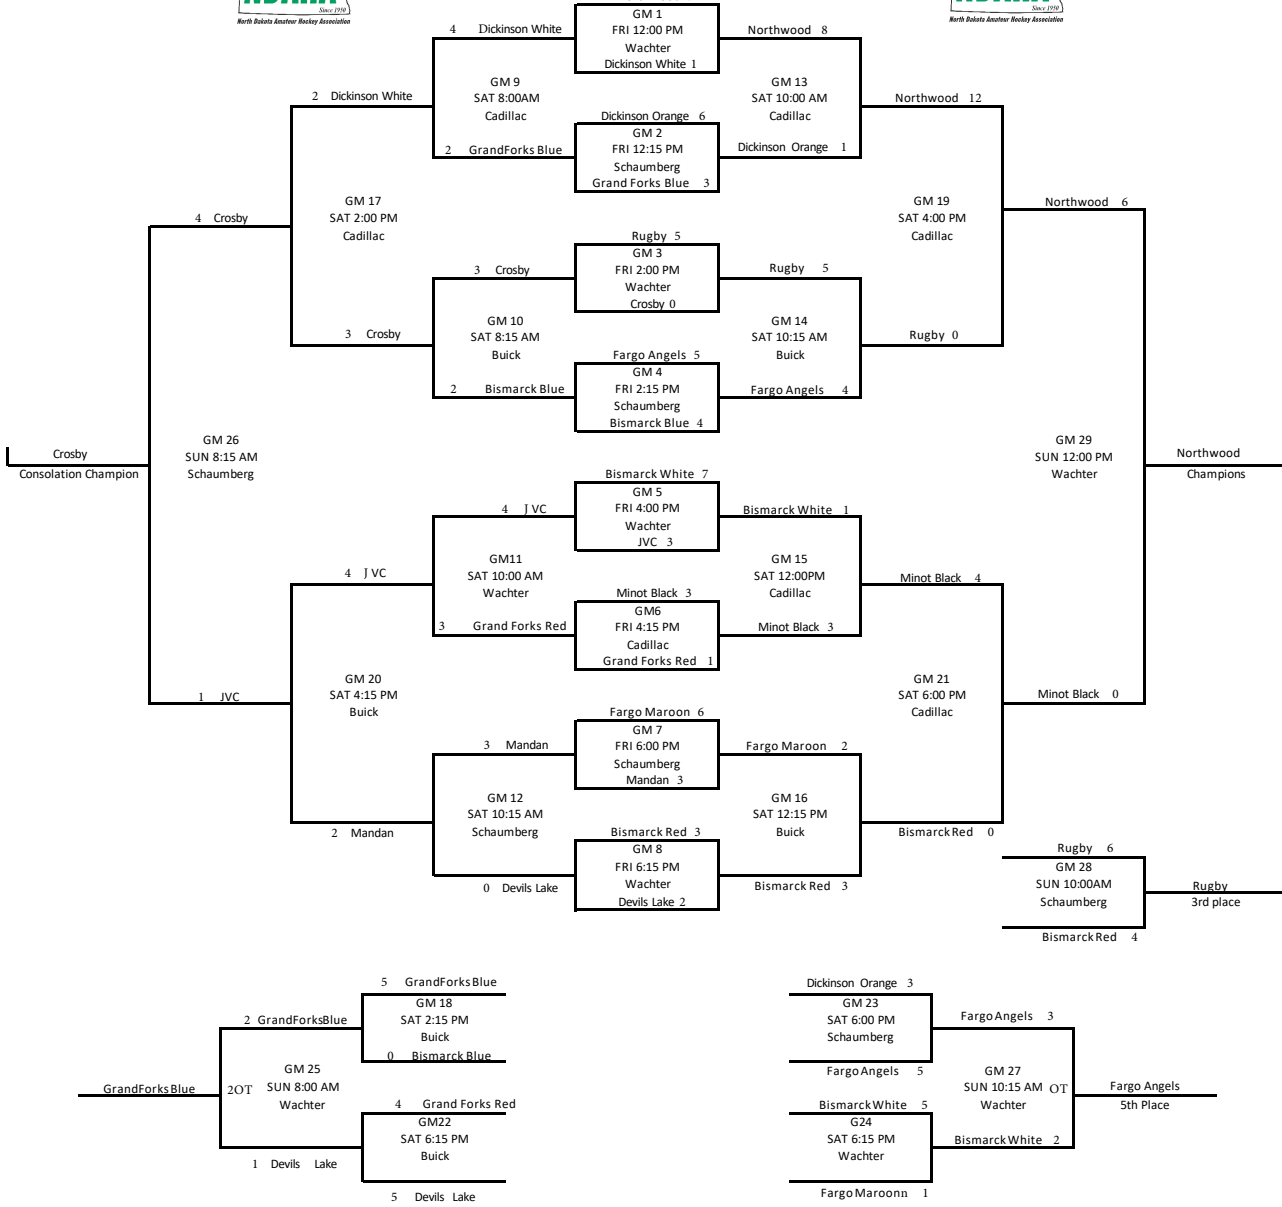 Since 1950
North Dakota Amateur Hockey Association
Since 1950
North Dakota Amateur Hockey Association
GM 1
FRI 12:00 PM
Wachter
Dickinson White 1
4 Dickinson White
Northwood 8
GM 9
SAT 8:00AM
Cadillac
GM 13
SAT 10:00 AM
Cadillac
2 Dickinson White
Northwood 12
Dickinson Orange 6
GM 2
FRI 12:15 PM
Schaumberg
Grand Forks Blue 3
2 GrandForks Blue
Dickinson Orange 1
GM 17
SAT 2:00 PM
Cadillac
GM 19
SAT 4:00 PM
Cadillac
4 Crosby
Northwood 6
Rugby 5
GM 3
FRI 2:00 PM
Wachter
Crosby 0
3 Crosby
Rugby 5
GM 10
SAT 8:15 AM
Buick
GM 14
SAT 10:15 AM
Buick
3 Crosby
Rugby 0
Fargo Angels 5
GM 4
FRI 2:15 PM
Schaumberg
Bismarck Blue 4
2 Bismarck Blue
Fargo Angels 4
Crosby
Consolation Champion
GM 26
SUN 8:15 AM
Schaumberg
GM 29
SUN 12:00 PM
Wachter
Northwood
Champions
Bismarck White 7
GM 5
FRI 4:00 PM
Wachter
JVC 3
4 J VC
Bismarck White 1
GM11
SAT 10:00 AM
Wachter
GM 15
SAT 12:00PM
Cadillac
4 J VC
Minot Black 4
Minot Black 3
GM6
FRI 4:15 PM
Cadillac
Grand Forks Red 1
3 Grand Forks Red
Minot Black 3
GM 20
SAT 4:15 PM
Buick
GM 21
SAT 6:00 PM
Cadillac
1 JVC
Minot Black 0
Fargo Maroon 6
GM 7
FRI 6:00 PM
Schaumberg
Mandan 3
3 Mandan
Fargo Maroon 2
GM 12
SAT 10:15 AM
Schaumberg
GM 16
SAT 12:15 PM
Buick
2 Mandan
Bismarck Red 0
Bismarck Red 3
GM 8
FRI 6:15 PM
Wachter
Devils Lake 2
0 Devils Lake
Bismarck Red 3
Rugby 6
GM 28
SUN 10:00AM
Schaumberg
Bismarck Red 4
Rugby
3rd place
5 GrandForks Blue
GM 18
SAT 2:15 PM
Buick
0 Bismarck Blue
2 GrandForksBlue
GM 25
2OT SUN 8:00 AM
Wachter
GrandForks Blue
4 Grand Forks Red
GM22
SAT 6:15 PM
Buick
1 Devils Lake
5 Devils Lake
Dickinson Orange 3
GM 23
SAT 6:00 PM
Schaumberg
Fargo Angels 5
Fargo Angels 3
GM 27
SUN 10:15 AM OT
Wachter
Fargo Angels
5th Place
Bismarck White 5
G24
SAT 6:15 PM
Wachter
Bismarck White 2
Fargo Maroonn 1